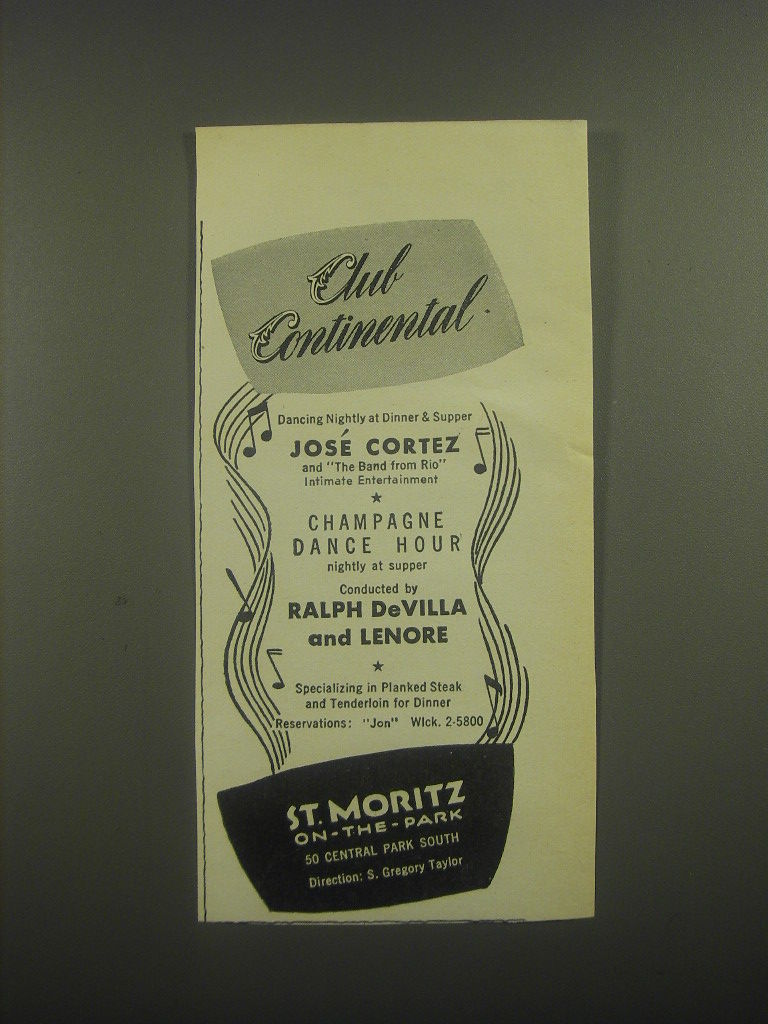 Club
Continental
Dancing Nightly at Dinner & Supper
JOSÉ CORTEZ
and "The Band from Rio"
Intimate Entertainment
★
CHAMPAGNE
DANCE HOUR
nightly at supper
Conducted by
RALPH DeVILLA
and LENORE
★
Specializing in Planked Steak
and Tenderloin for Dinner
Reservations: "Jon" WIck. 2-5800
ST. MORITZ
ON-THE-PARK
50 CENTRAL PARK SOUTH
Direction: S. Gregory Taylor